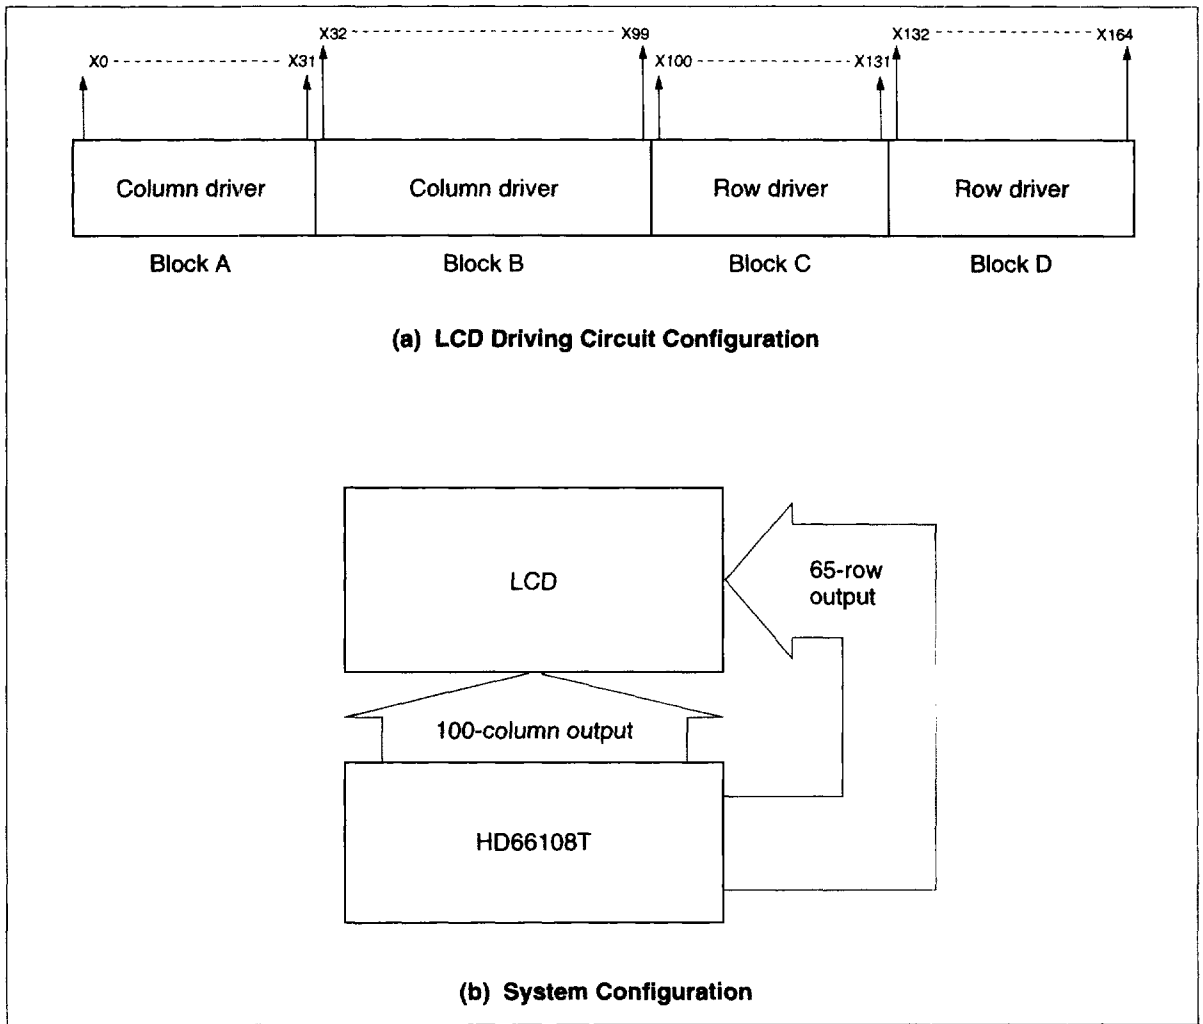 X32 X99 X132 X164
X0 X31 X100 X131
Column driver Column driver Row driver Row driver
Block A Block B Block C Block D
(a) LCD Driving Circuit Configuration
LCD
65-row
output
100-column output
HD66108T
(b) System Configuration